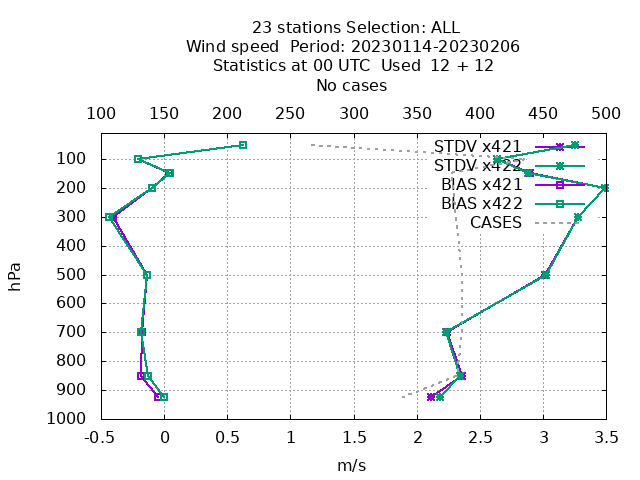 23 stations Selection: ALL
Wind speed  Period: 20230114-20230206
Statistics at 00 UTC  Used  12 + 12
No cases
100 150 200 250 300 350 400 450 500
STDV x421
STDV x422
BIAS x421
BIAS x422
CASES
hPa
100
200
300
400
500
600
700
800
900
1000
-0.5 0 0.5 1 1.5 2 2.5 3 3.5
m/s